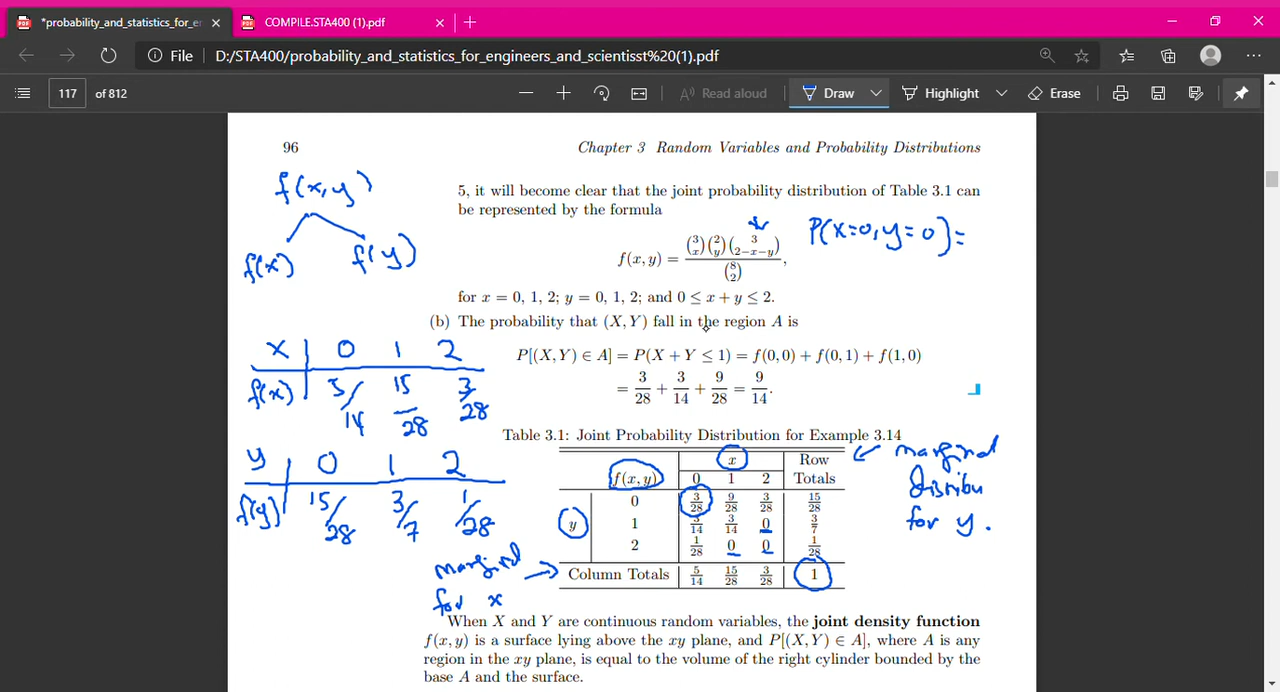 *probability_and_statistics_for_er
COMPILE.STA400 (1).pdf
File
D:/STA400/probability_and_statistics_for_engineers_and_scientisst%20(1).pdf
117 of 812
Read aloud
Draw
Highlight
Erase
96
Chapter 3 Random Variables and Probability Distributions
f(x,y)
f(x) f(y)
5, it will become clear that the joint probability distribution of Table 3.1 can
be represented by the formula
f(x, y) = (3 x)(2 y)(3 2−x−y) / (8 2),
P(x=0,y=0)=
for x = 0, 1, 2; y = 0, 1, 2; and 0 ≤ x + y ≤ 2.
(b) The probability that (X, Y) fall in the region A is
P[(X, Y) ∈ A] = P(X + Y ≤ 1) = f(0, 0) + f(0, 1) + f(1, 0)
= 3/28 + 3/14 + 9/28 = 9/14.
x 0 1 2
f(x) 5/14 15/28 3/28
y 0 1 2
f(y) 15/28 3/7 1/28
Table 3.1: Joint Probability Distribution for Example 3.14
x Row
f(x, y) 0 1 2 Totals
0 3/28 9/28 3/28 15/28
y 1 3/14 3/14 0 3/7
2 1/28 0 0 1/28
Column Totals 5/14 15/28 3/28 1
marginal
distribu
for y.
marginal
for x
When X and Y are continuous random variables, the joint density function
f(x, y) is a surface lying above the xy plane, and P[(X, Y) ∈ A], where A is any
region in the xy plane, is equal to the volume of the right cylinder bounded by the
base A and the surface.